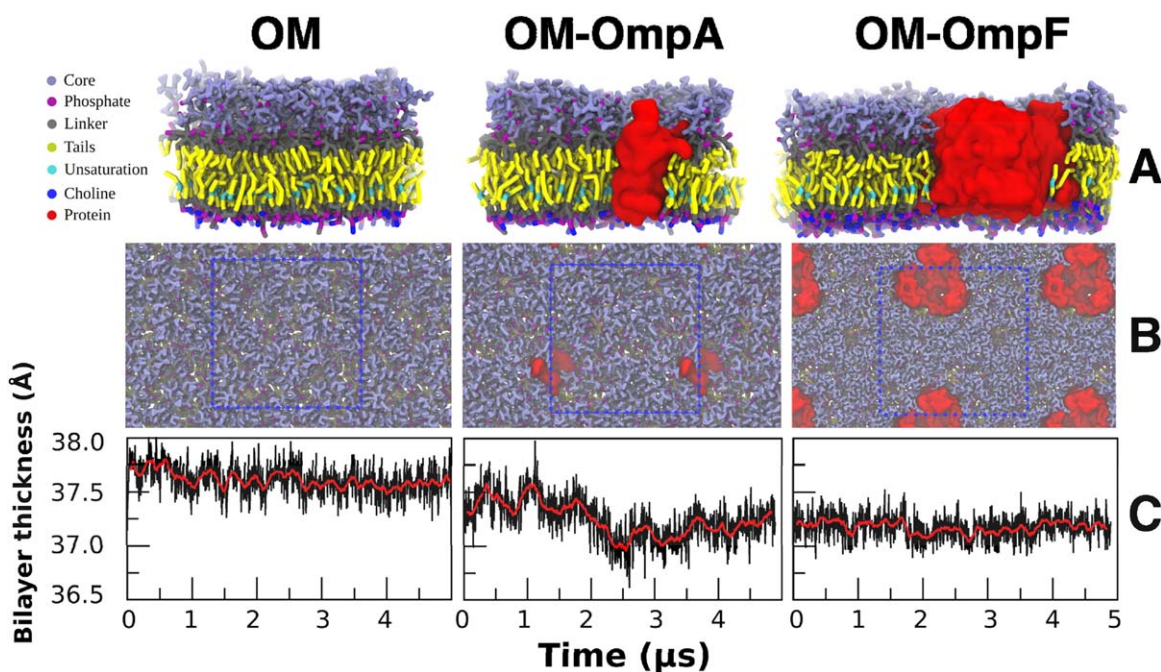 OM OM-OmpA OM-OmpF
Core
Phosphate
Linker
Tails
Unsaturation
Choline
Protein
A
B
C
Bilayer thickness (Å)
38.0
37.5
37.0
36.5
0 1 2 3 4 0 1 2 3 4 0 1 2 3 4 5
Time (μs)